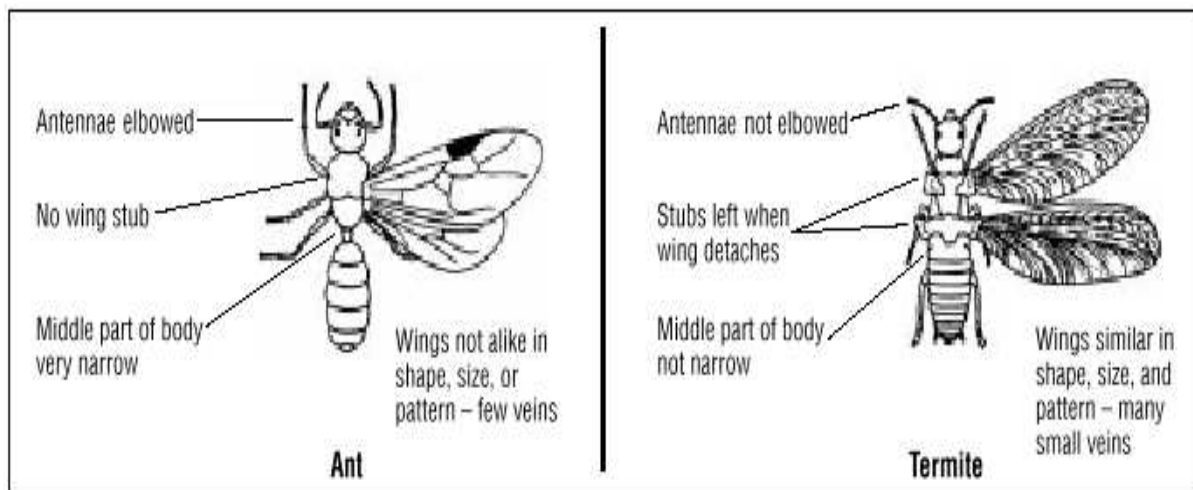 Antennae elbowed
No wing stub
Middle part of body
very narrow
Wings not alike in
shape, size, or
pattern – few veins
Ant
Antennae not elbowed
Stubs left when
wing detaches
Middle part of body
not narrow
Wings similar in
shape, size, and
pattern – many
small veins
Termite